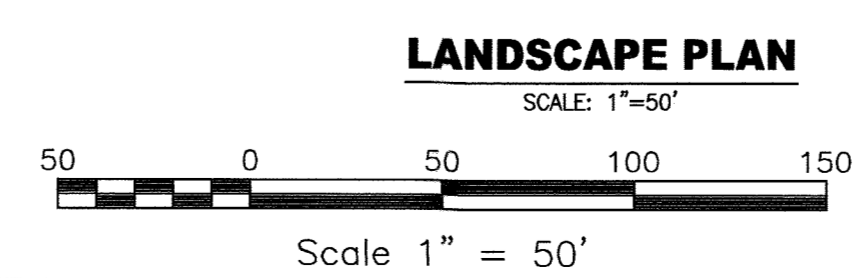 LANDSCAPE PLAN
SCALE: 1"=50'
50 0 50 100 150
Scale 1" = 50'